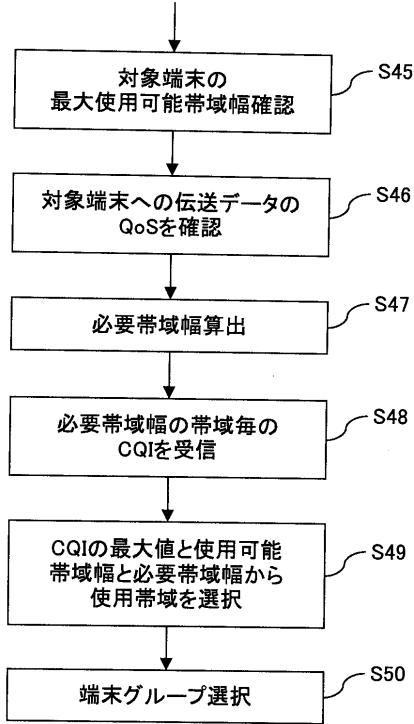 対象端末の
最大使用可能帯域幅確認
S45
対象端末への伝送データの
QoSを確認
S46
必要帯域幅算出
S47
必要帯域幅の帯域毎の
CQIを受信
S48
CQIの最大値と使用可能
帯域幅と必要帯域幅から
使用帯域を選択
S49
端末グループ選択
S50